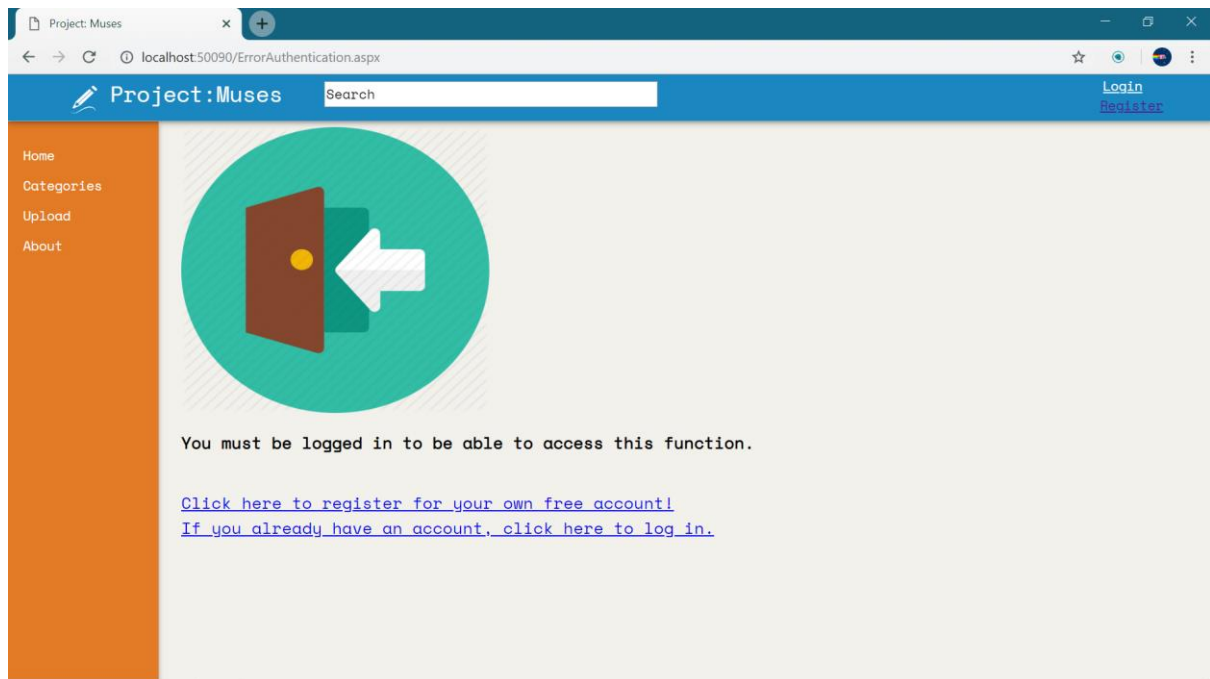 Project: Muses
localhost:50090/ErrorAuthentication.aspx
Project:Muses
Search
Login
Register
Home
Categories
Upload
About
You must be logged in to be able to access this function.
Click here to register for your own free account!
If you already have an account, click here to log in.